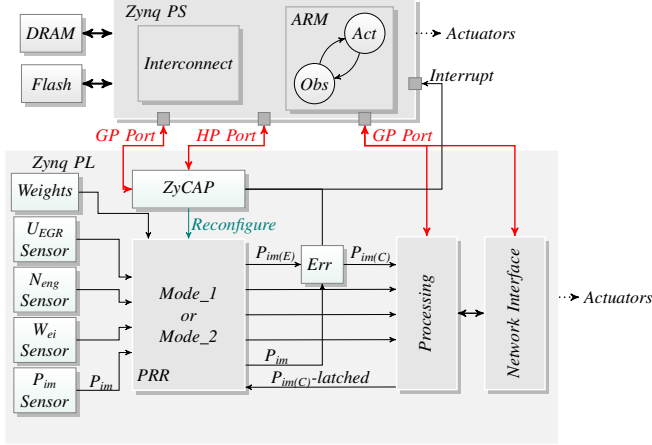 Zynq PS
DRAM
Flash
Interconnect
ARM
Act
Obs
Actuators
Interrupt
GP Port
HP Port
GP Port
Zynq PL
Weights
ZyCAP
Reconfigure
U_EGR
Sensor
N_eng
Sensor
W_ei
Sensor
P_im
Sensor
P_im
Mode_1
or
Mode_2
PRR
P_im(E)
Err
P_im(C)
P_im
P_im(C)-latched
Processing
Network Interface
Actuators